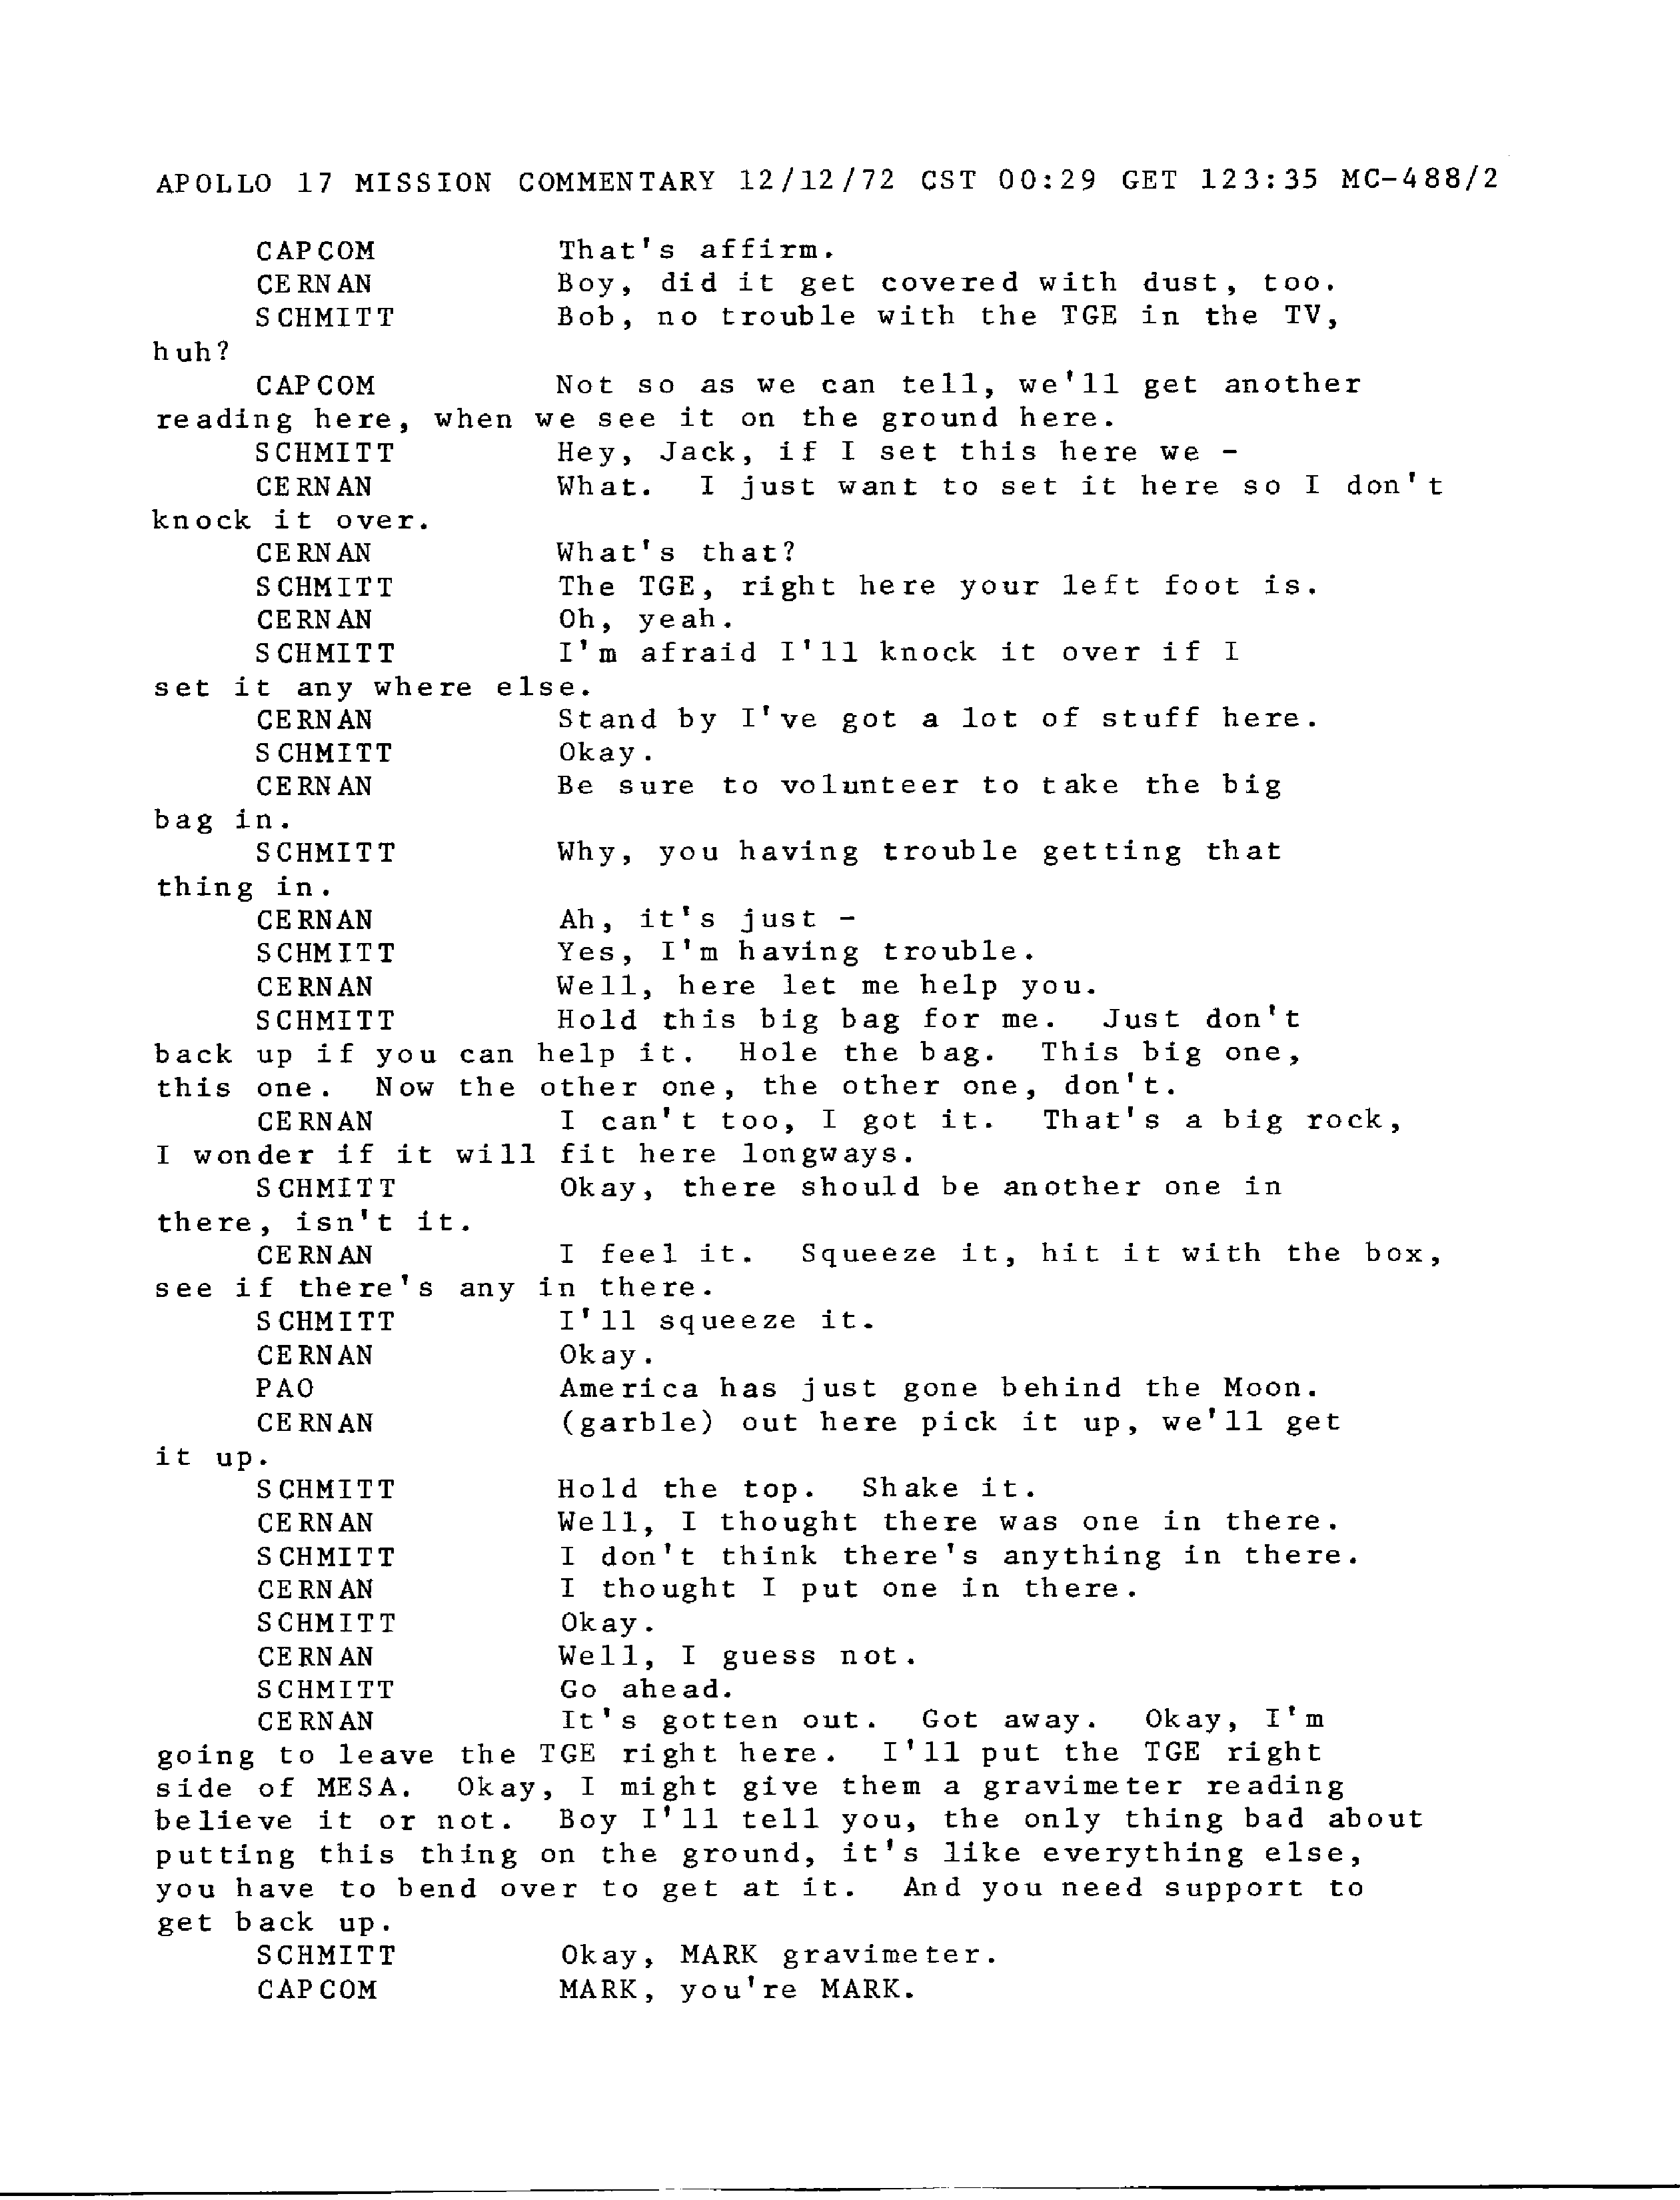 APOLLO 17 MISSION COMMENTARY 12/12/72 CST 00:29 GET 123:35 MC-488/2
CAPCOM That's affirm.
CERNAN Boy, did it get covered with dust, too.
SCHMITT Bob, no trouble with the TGE in the TV,
huh?
CAPCOM Not so as we can tell, we'll get another
reading here, when we see it on the ground here.
SCHMITT Hey, Jack, if I set this here we -
CERNAN What. I just want to set it here so I don't
knock it over.
CERNAN What's that?
SCHMITT The TGE, right here your left foot is.
CERNAN Oh, yeah.
SCHMITT I'm afraid I'll knock it over if I
set it any where else.
CERNAN Stand by I've got a lot of stuff here.
SCHMITT Okay.
CERNAN Be sure to volunteer to take the big
bag in.
SCHMITT Why, you having trouble getting that
thing in.
CERNAN Ah, it's just -
SCHMITT Yes, I'm having trouble.
CERNAN Well, here let me help you.
SCHMITT Hold this big bag for me. Just don't
back up if you can help it. Hole the bag. This big one,
this one. Now the other one, the other one, don't.
CERNAN I can't too, I got it. That's a big rock,
I wonder if it will fit here longways.
SCHMITT Okay, there should be another one in
there, isn't it.
CERNAN I feel it. Squeeze it, hit it with the box,
see if there's any in there.
SCHMITT I'll squeeze it.
CERNAN Okay.
PAO America has just gone behind the Moon.
CERNAN (garble) out here pick it up, we'll get
it up.
SCHMITT Hold the top. Shake it.
CERNAN Well, I thought there was one in there.
SCHMITT I don't think there's anything in there.
CERNAN I thought I put one in there.
SCHMITT Okay.
CERNAN Well, I guess not.
SCHMITT Go ahead.
CERNAN It's gotten out. Got away. Okay, I'm
going to leave the TGE right here. I'll put the TGE right
side of MESA. Okay, I might give them a gravimeter reading
believe it or not. Boy I'll tell you, the only thing bad about
putting this thing on the ground, it's like everything else,
you have to bend over to get at it. And you need support to
get back up.
SCHMITT Okay, MARK gravimeter.
CAPCOM MARK, you're MARK.